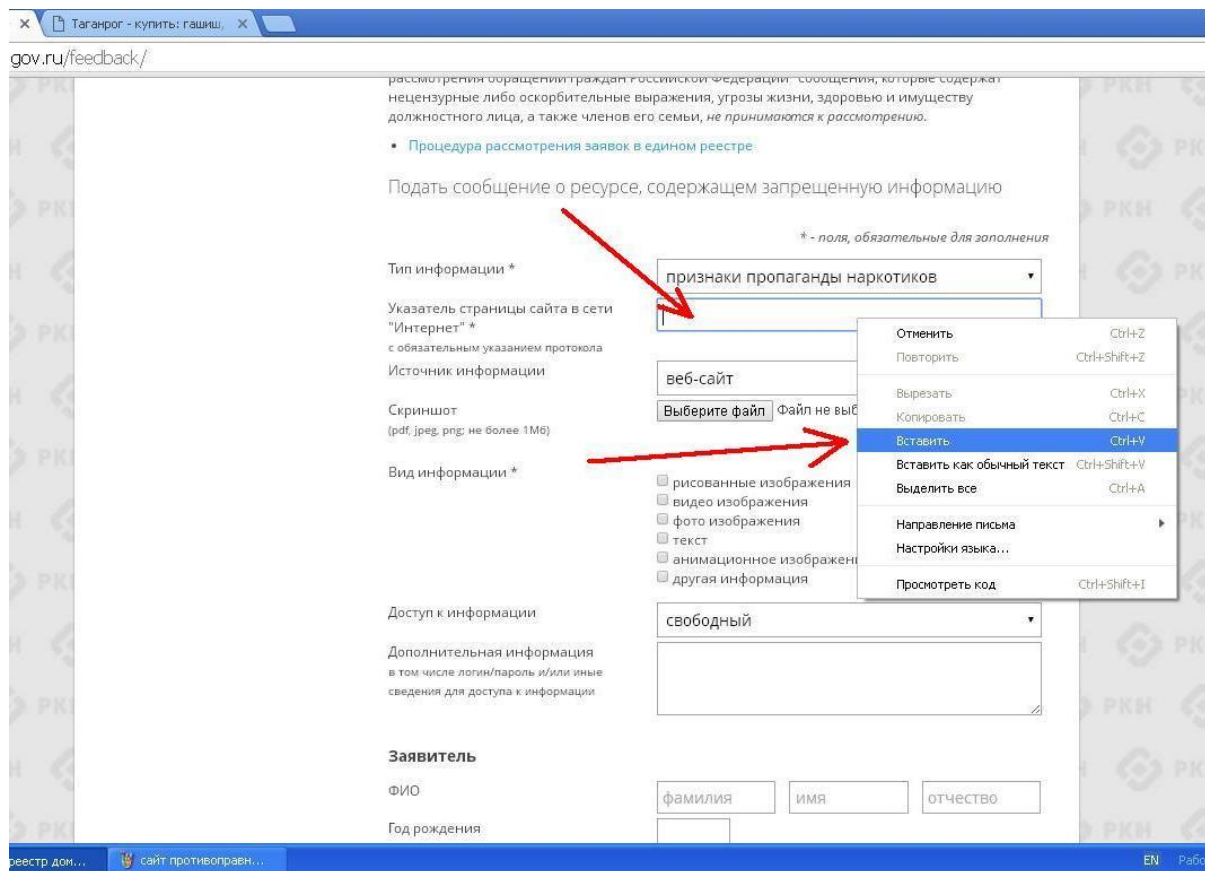 Таганрог - купить: гашиш,
gov.ru/feedback/
рассмотрения обращений граждан Российской Федерации" сообщения, которые содержат
нецензурные либо оскорбительные выражения, угрозы жизни, здоровью и имуществу
должностного лица, а также членов его семьи, не принимаются к рассмотрению.
• Процедура рассмотрения заявок в едином реестре
Подать сообщение о ресурсе, содержащем запрещенную информацию
* - поля, обязательные для заполнения
Тип информации *
признаки пропаганды наркотиков
Указатель страницы сайта в сети
"Интернет" *
с обязательным указанием протокола
Источник информации
веб-сайт
Скриншот
(pdf, jpeg, png; не более 1Мб)
Выберите файл Файл не выб
Вид информации *
рисованные изображения
видео изображения
фото изображения
текст
анимационное изображени
другая информация
Отменить Ctrl+Z
Повторить Ctrl+Shift+Z
Вырезать Ctrl+X
Копировать Ctrl+C
Вставить Ctrl+V
Вставить как обычный текст Ctrl+Shift+V
Выделить все Ctrl+A
Направление письма
Настройки языка...
Просмотреть код Ctrl+Shift+I
Доступ к информации
свободный
Дополнительная информация
в том числе логин/пароль и/или иные
сведения для доступа к информации
Заявитель
ФИО
фамилия имя отчество
Год рождения
реестр дом... сайт противоправн... EN Рабо
РКН